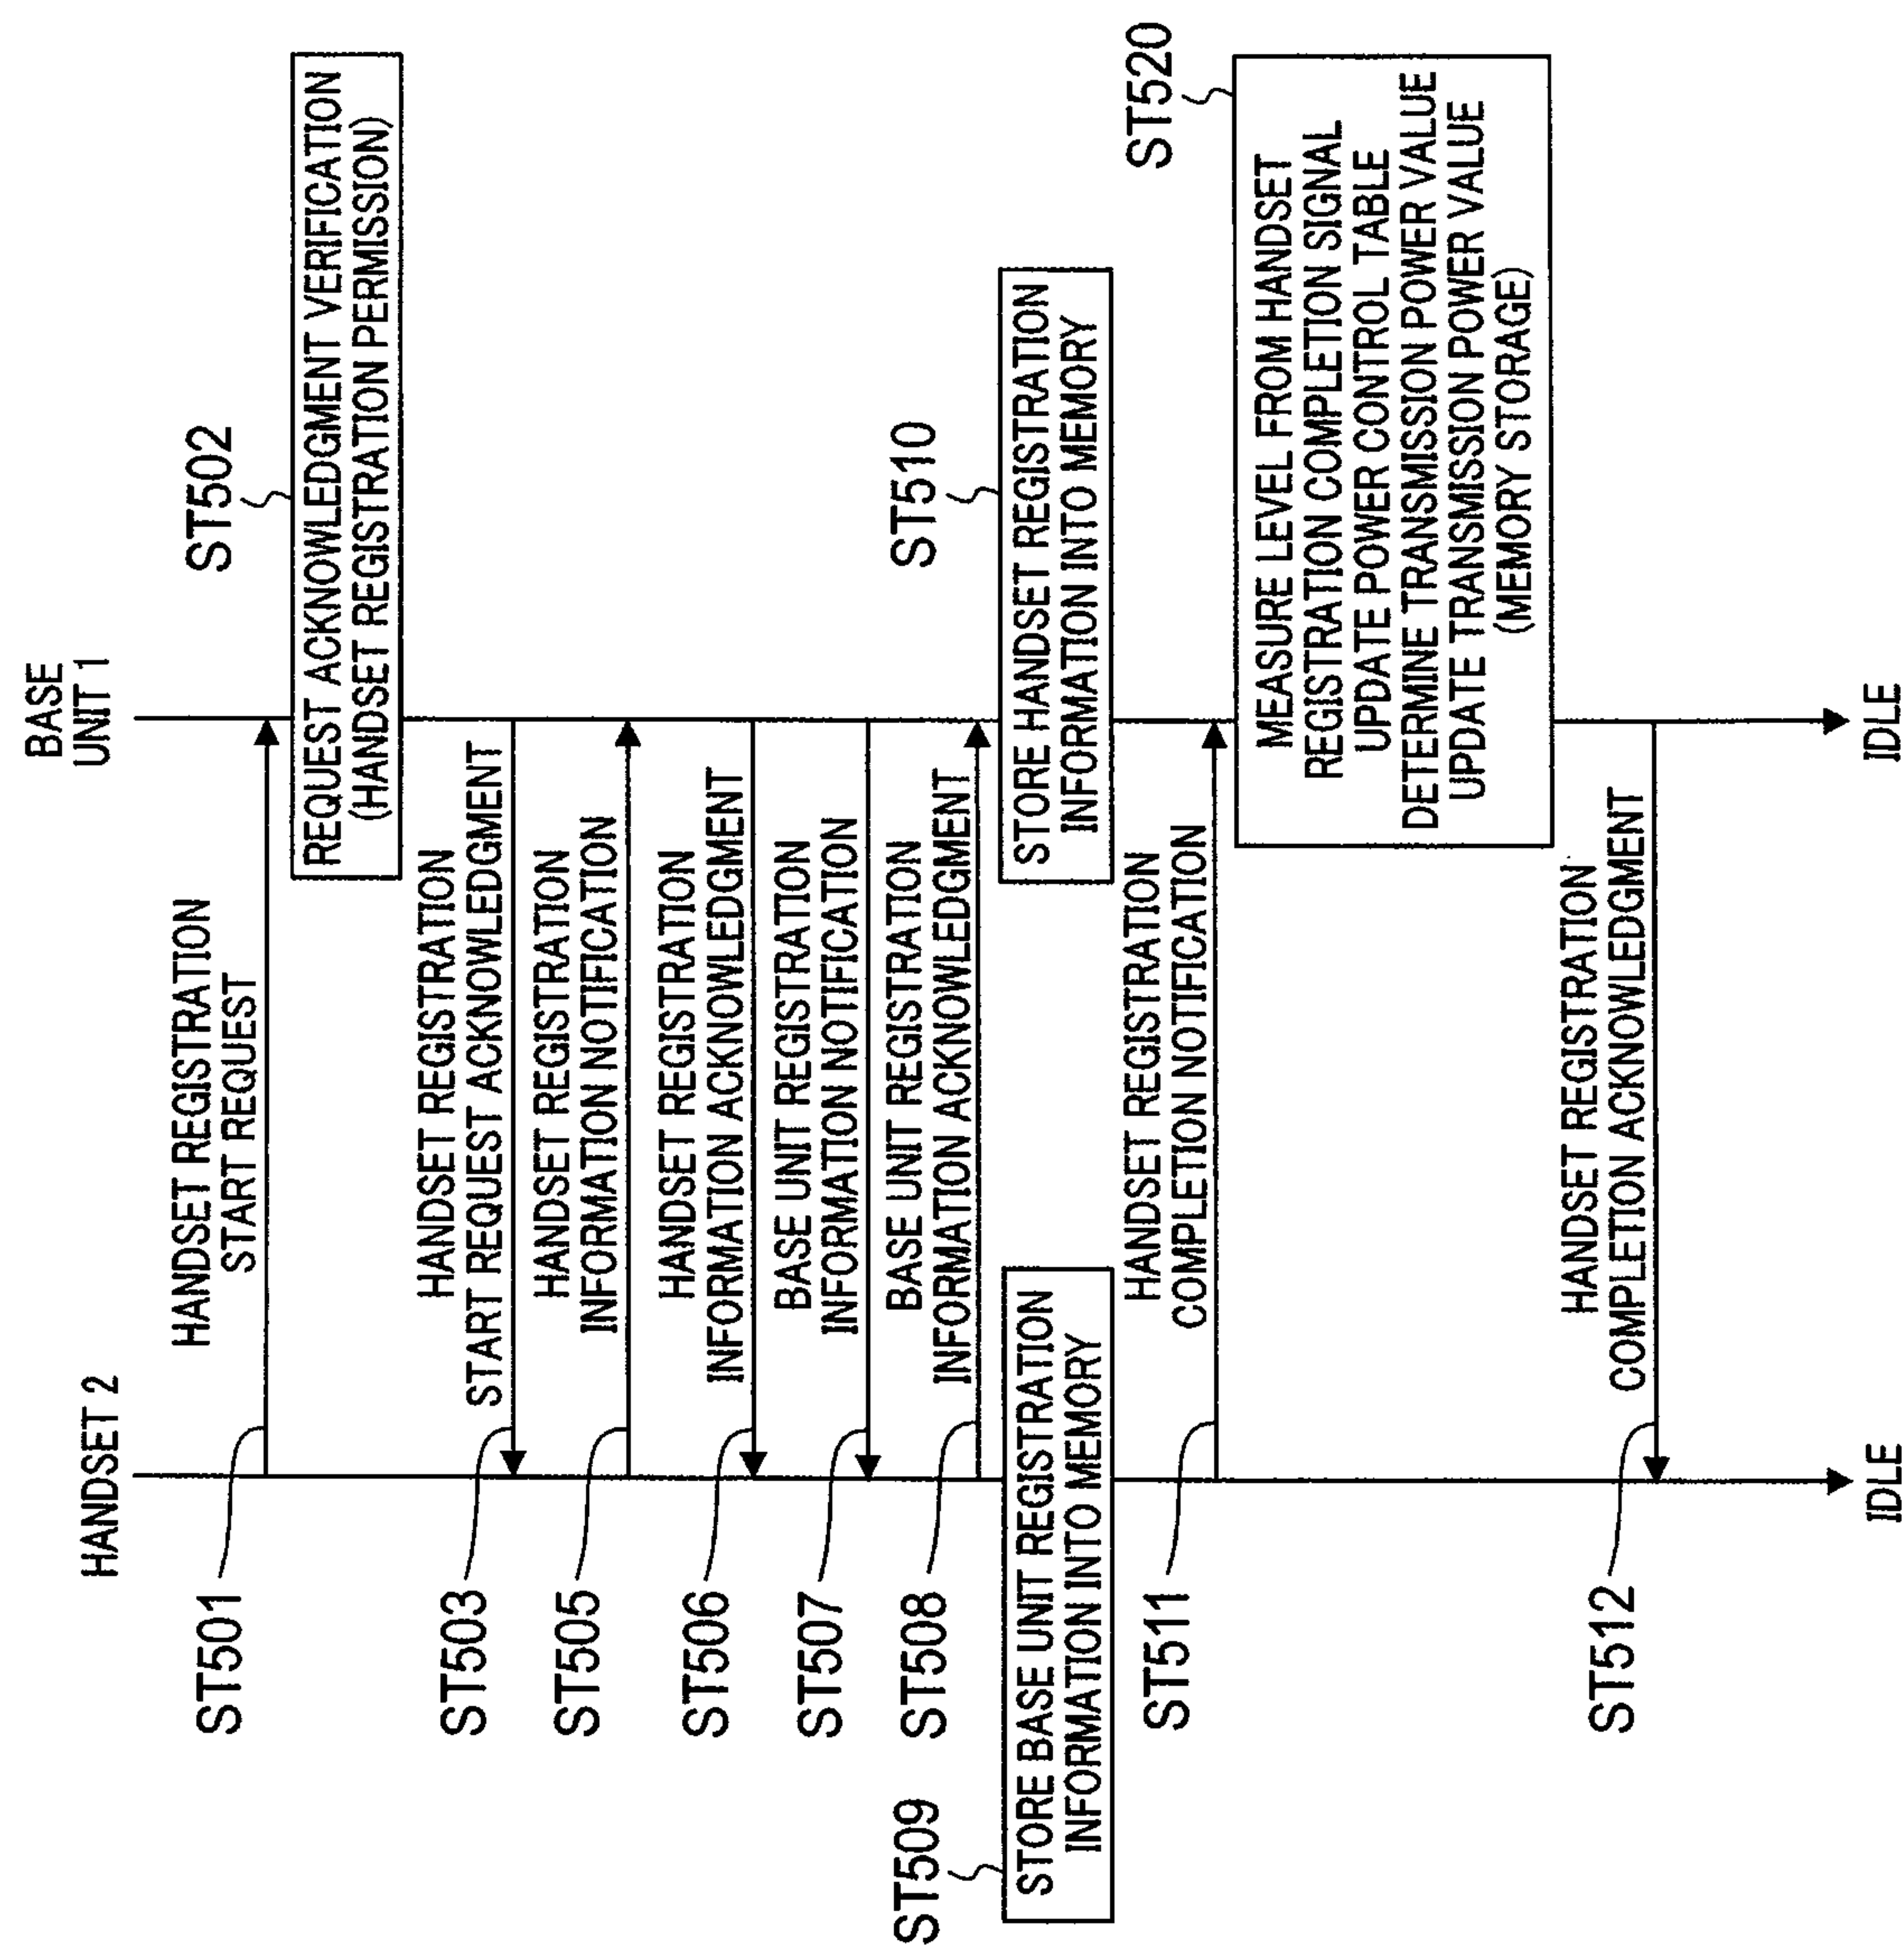 HANDSET 2
BASE
UNIT 1
ST501
HANDSET REGISTRATION
START REQUEST
ST502
REQUEST ACKNOWLEDGMENT VERIFICATION
(HANDSET REGISTRATION PERMISSION)
ST503
HANDSET REGISTRATION
START REQUEST ACKNOWLEDGMENT
ST505
HANDSET REGISTRATION
INFORMATION NOTIFICATION
ST506
HANDSET REGISTRATION
INFORMATION ACKNOWLEDGMENT
ST507
BASE UNIT REGISTRATION
INFORMATION NOTIFICATION
ST508
BASE UNIT REGISTRATION
INFORMATION ACKNOWLEDGMENT
ST509
STORE BASE UNIT REGISTRATION
INFORMATION INTO MEMORY
ST510
STORE HANDSET REGISTRATION
INFORMATION INTO MEMORY
ST511
HANDSET REGISTRATION
COMPLETION NOTIFICATION
ST520
MEASURE LEVEL FROM HANDSET
REGISTRATION COMPLETION SIGNAL
UPDATE POWER CONTROL TABLE
DETERMINE TRANSMISSION POWER VALUE
UPDATE TRANSMISSION POWER VALUE
(MEMORY STORAGE)
ST512
HANDSET REGISTRATION
COMPLETION ACKNOWLEDGMENT
IDLE
IDLE